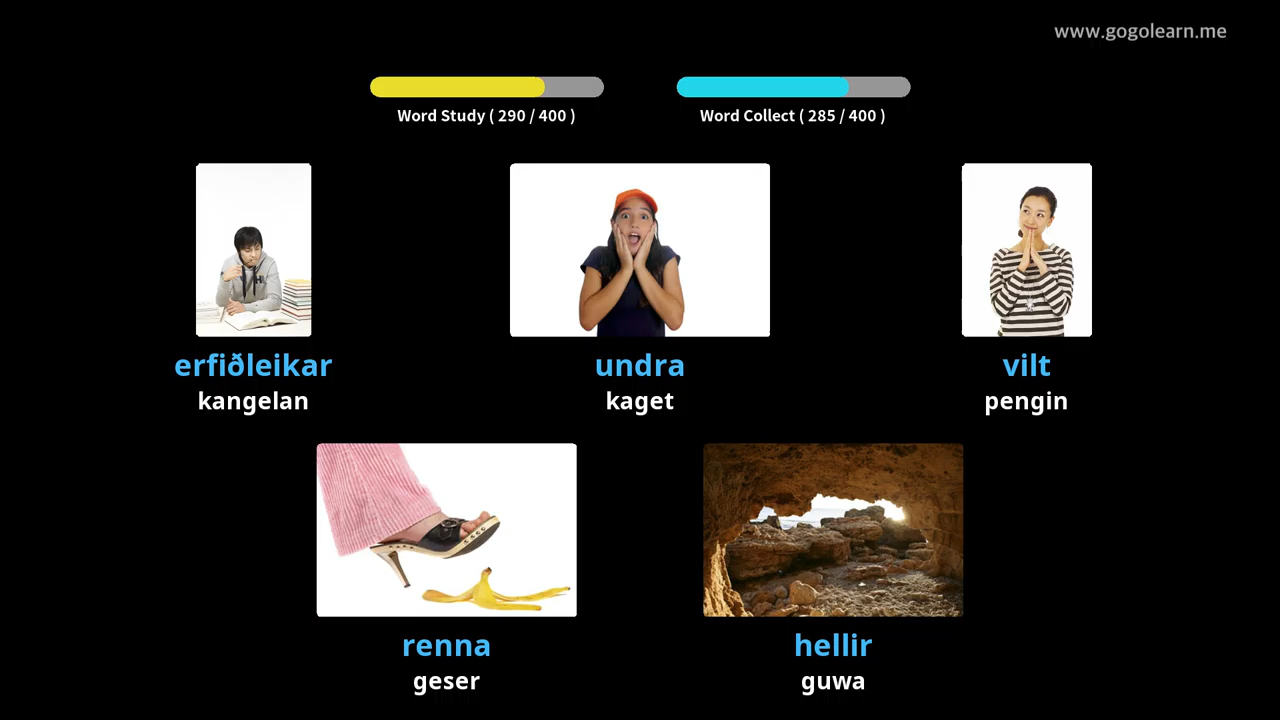 www.gogolearn.me
Word Study ( 290 / 400 )
Word Collect ( 285 / 400 )
erfiðleikar
kangelan
undra
kaget
vilt
pengin
renna
geser
hellir
guwa